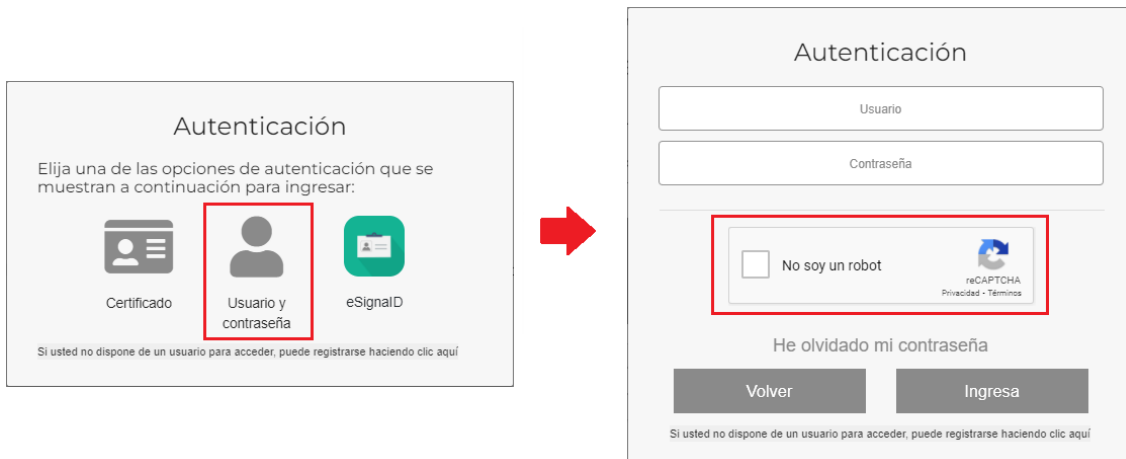 Autenticación
Elija una de las opciones de autenticación que se
muestran a continuación para ingresar:
Certificado
Usuario y
contraseña
eSignaID
Si usted no dispone de un usuario para acceder, puede registrarse haciendo clic aquí
Autenticación
Usuario
Contraseña
No soy un robot
reCAPTCHA
Privacidad - Términos
He olvidado mi contraseña
Volver
Ingresa
Si usted no dispone de un usuario para acceder, puede registrarse haciendo clic aquí